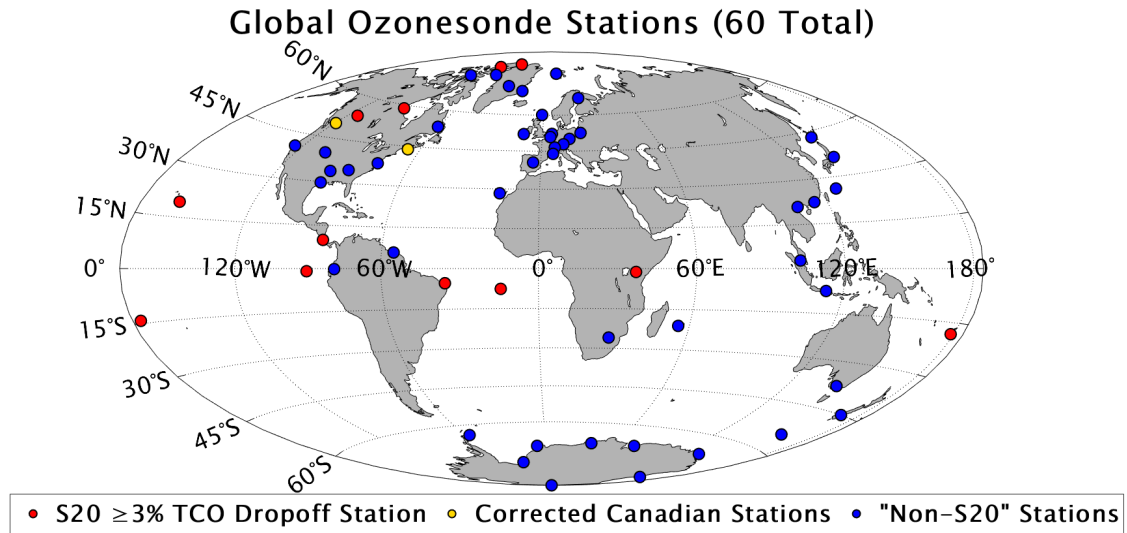 Global Ozonesonde Stations (60 Total)
60°N
45°N
30°N
15°N
0°
120°W
60°W
0°
60°E
120°E
180°
15°S
30°S
45°S
60°S
S20 ≥3% TCO Dropoff Station
Corrected Canadian Stations
"Non−S20" Stations